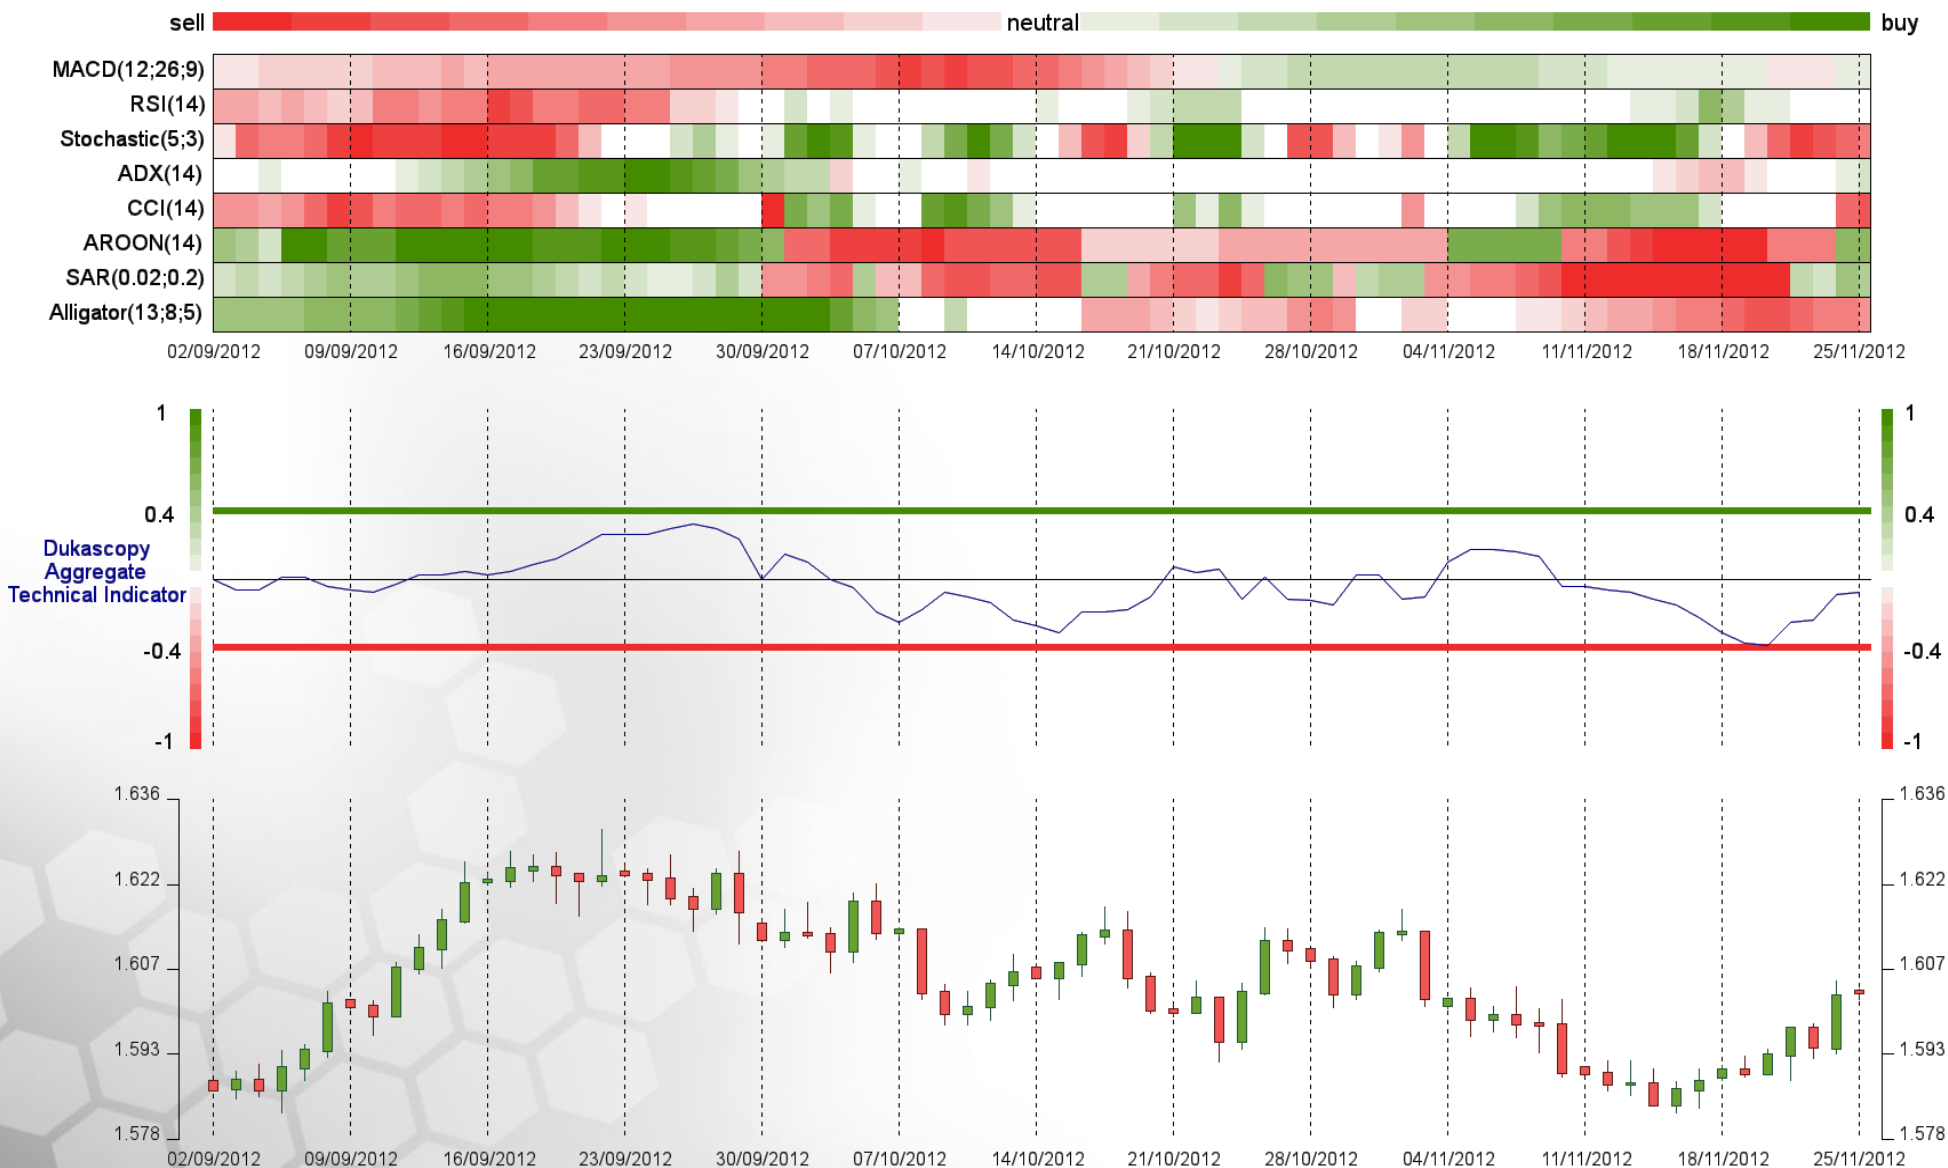 sell neutral buy
MACD(12;26;9)
RSI(14)
Stochastic(5;3)
ADX(14)
CCI(14)
AROON(14)
SAR(0.02;0.2)
Alligator(13;8;5)
02/09/2012 09/09/2012 16/09/2012 23/09/2012 30/09/2012 07/10/2012 14/10/2012 21/10/2012 28/10/2012 04/11/2012 11/11/2012 18/11/2012 25/11/2012
1 1
0.4 0.4
Dukascopy
Aggregate
Technical Indicator
-0.4 -0.4
-1 -1
1.636 1.636
1.622 1.622
1.607 1.607
1.593 1.593
1.578 1.578
02/09/2012 09/09/2012 16/09/2012 23/09/2012 30/09/2012 07/10/2012 14/10/2012 21/10/2012 28/10/2012 04/11/2012 11/11/2012 18/11/2012 25/11/2012